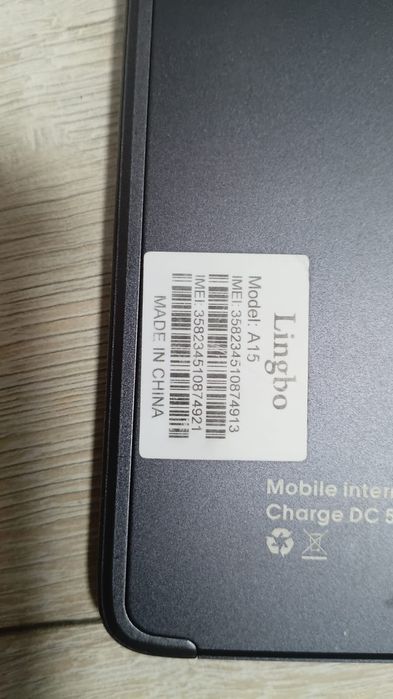 Lingbo
Model: A15
IMEI: 358234510874913
IMEI: 358234510874921
MADE IN CHINA
Mobile intern
Charge DC 5